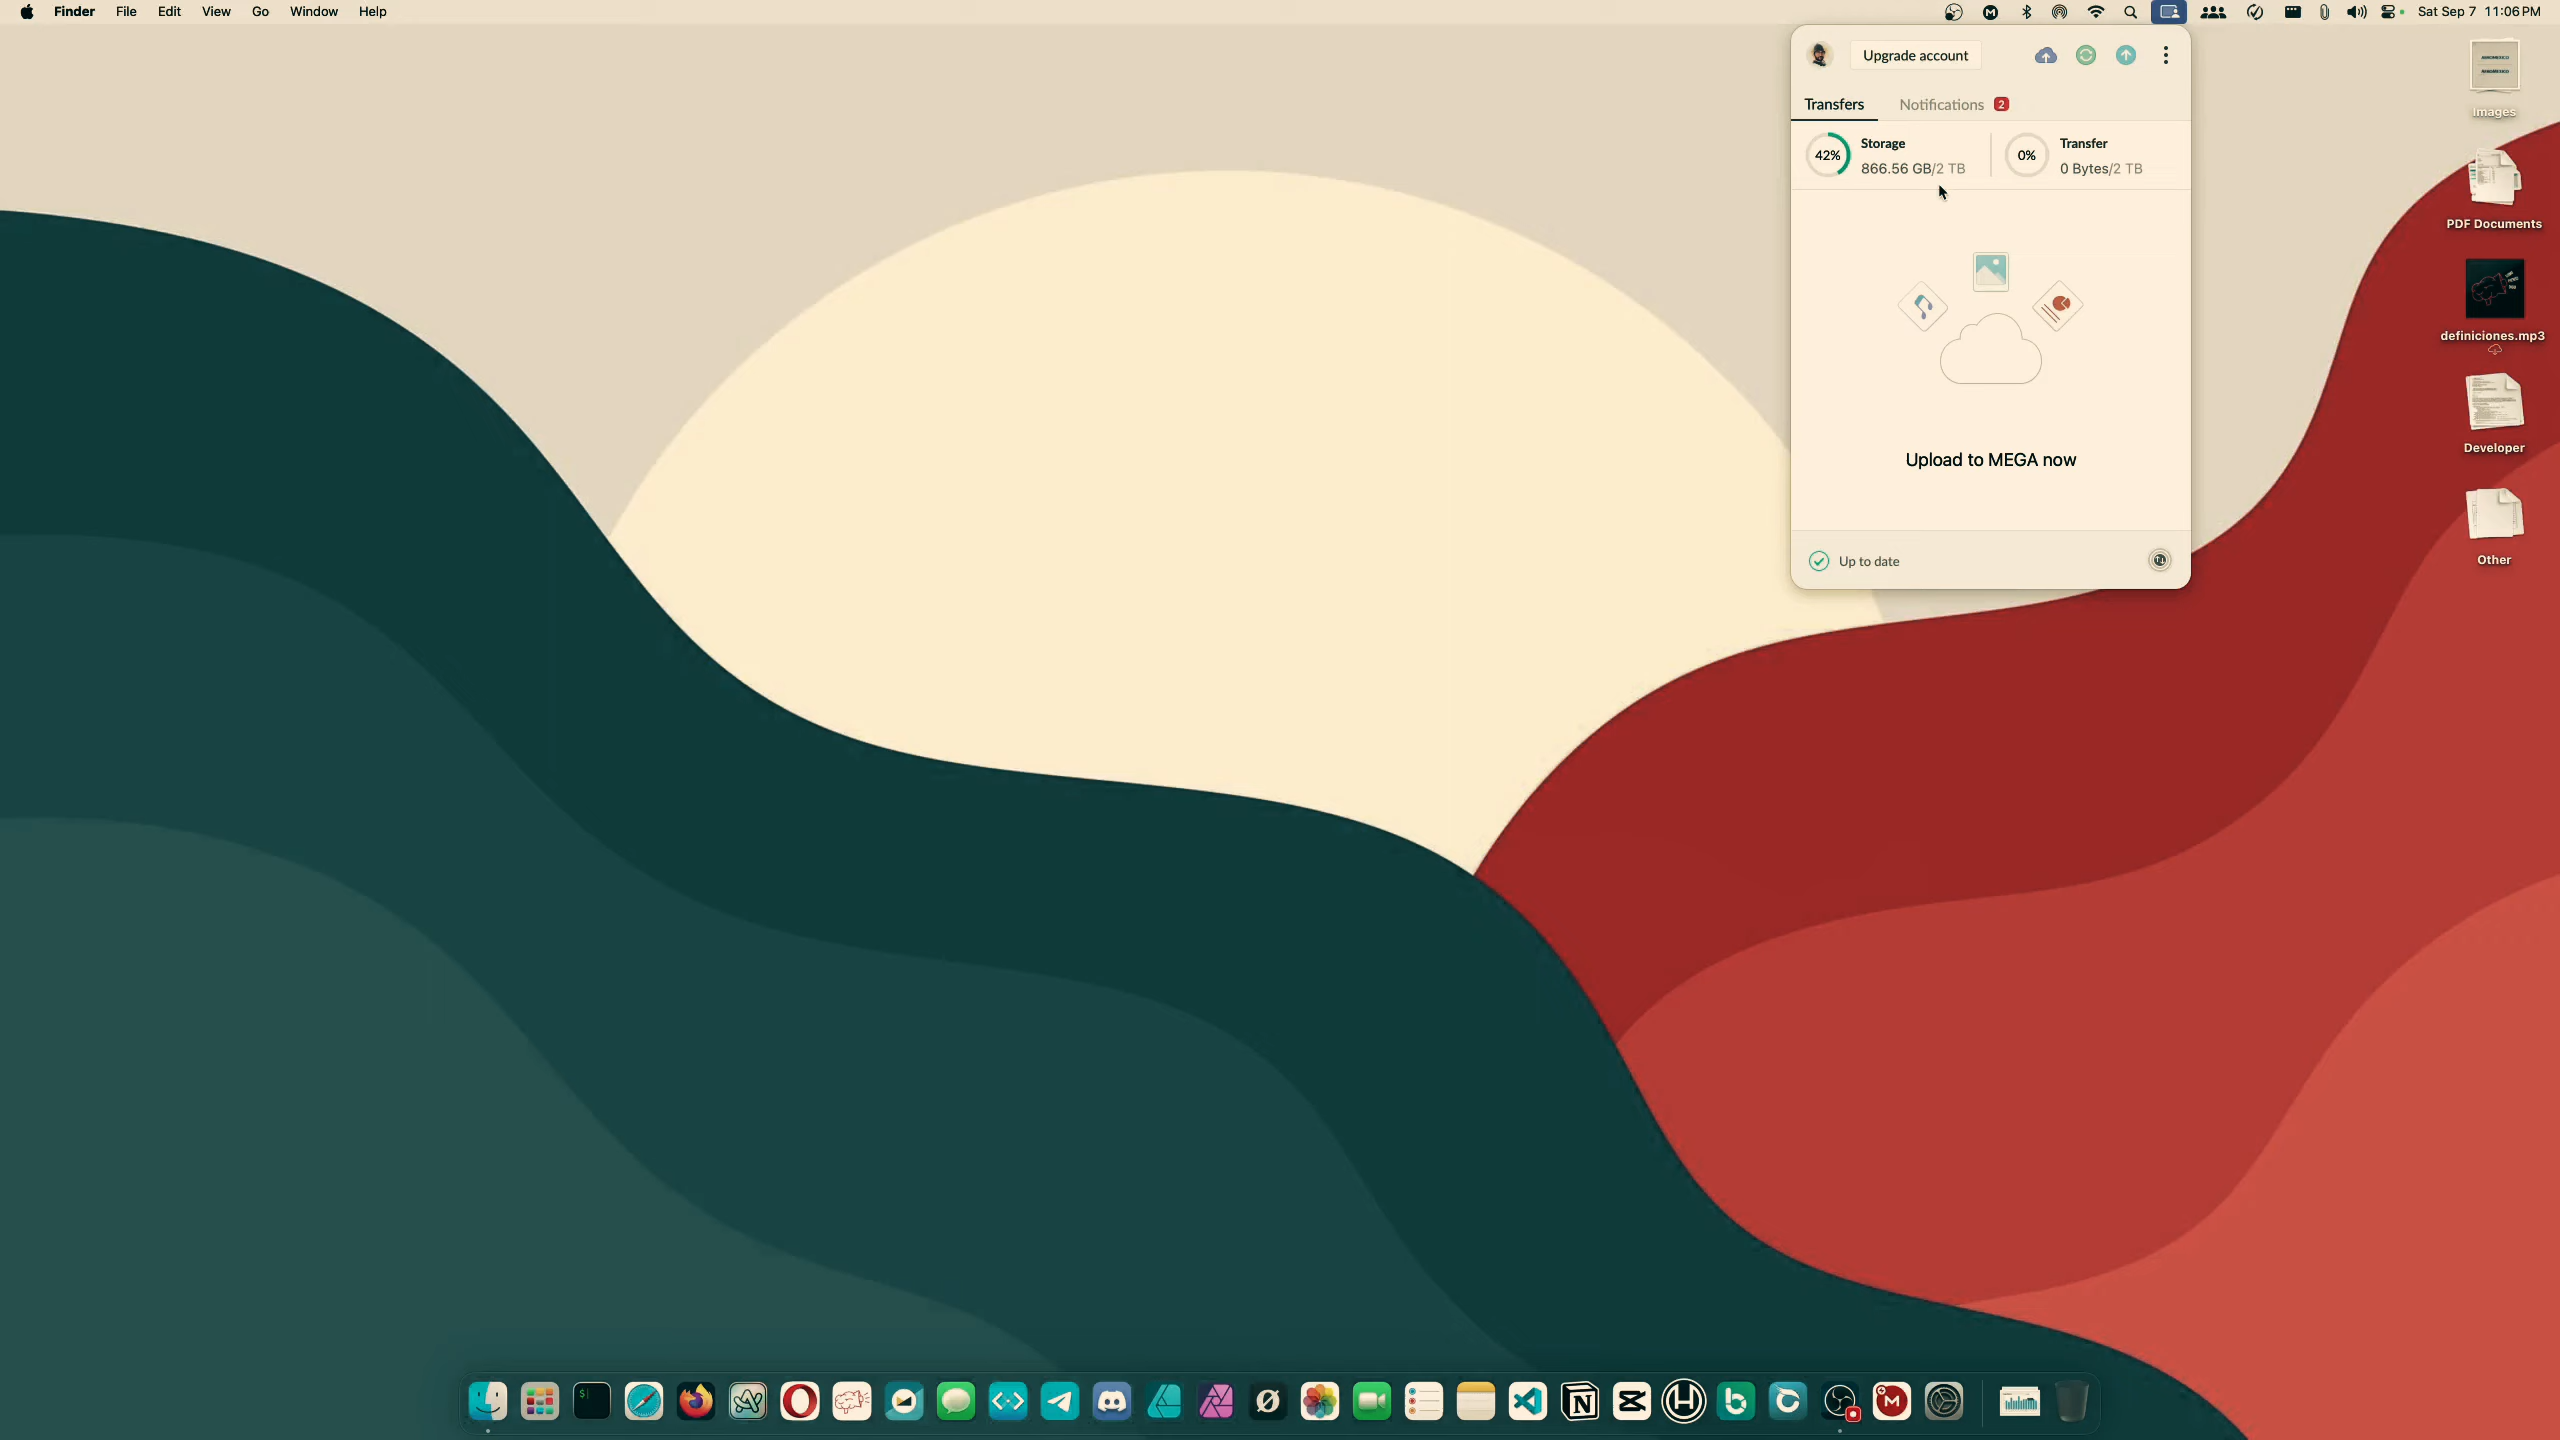 Finder File Edit View Go Window Help
Sat Sep 7 11:06 PM
Upgrade account
Transfers Notifications 2
42% Storage 0% Transfer
866.56 GB/2 TB 0 Bytes/2 TB
Upload to MEGA now
Up to date
Images
PDF Documents
definiciones.mp3
Developer
Other